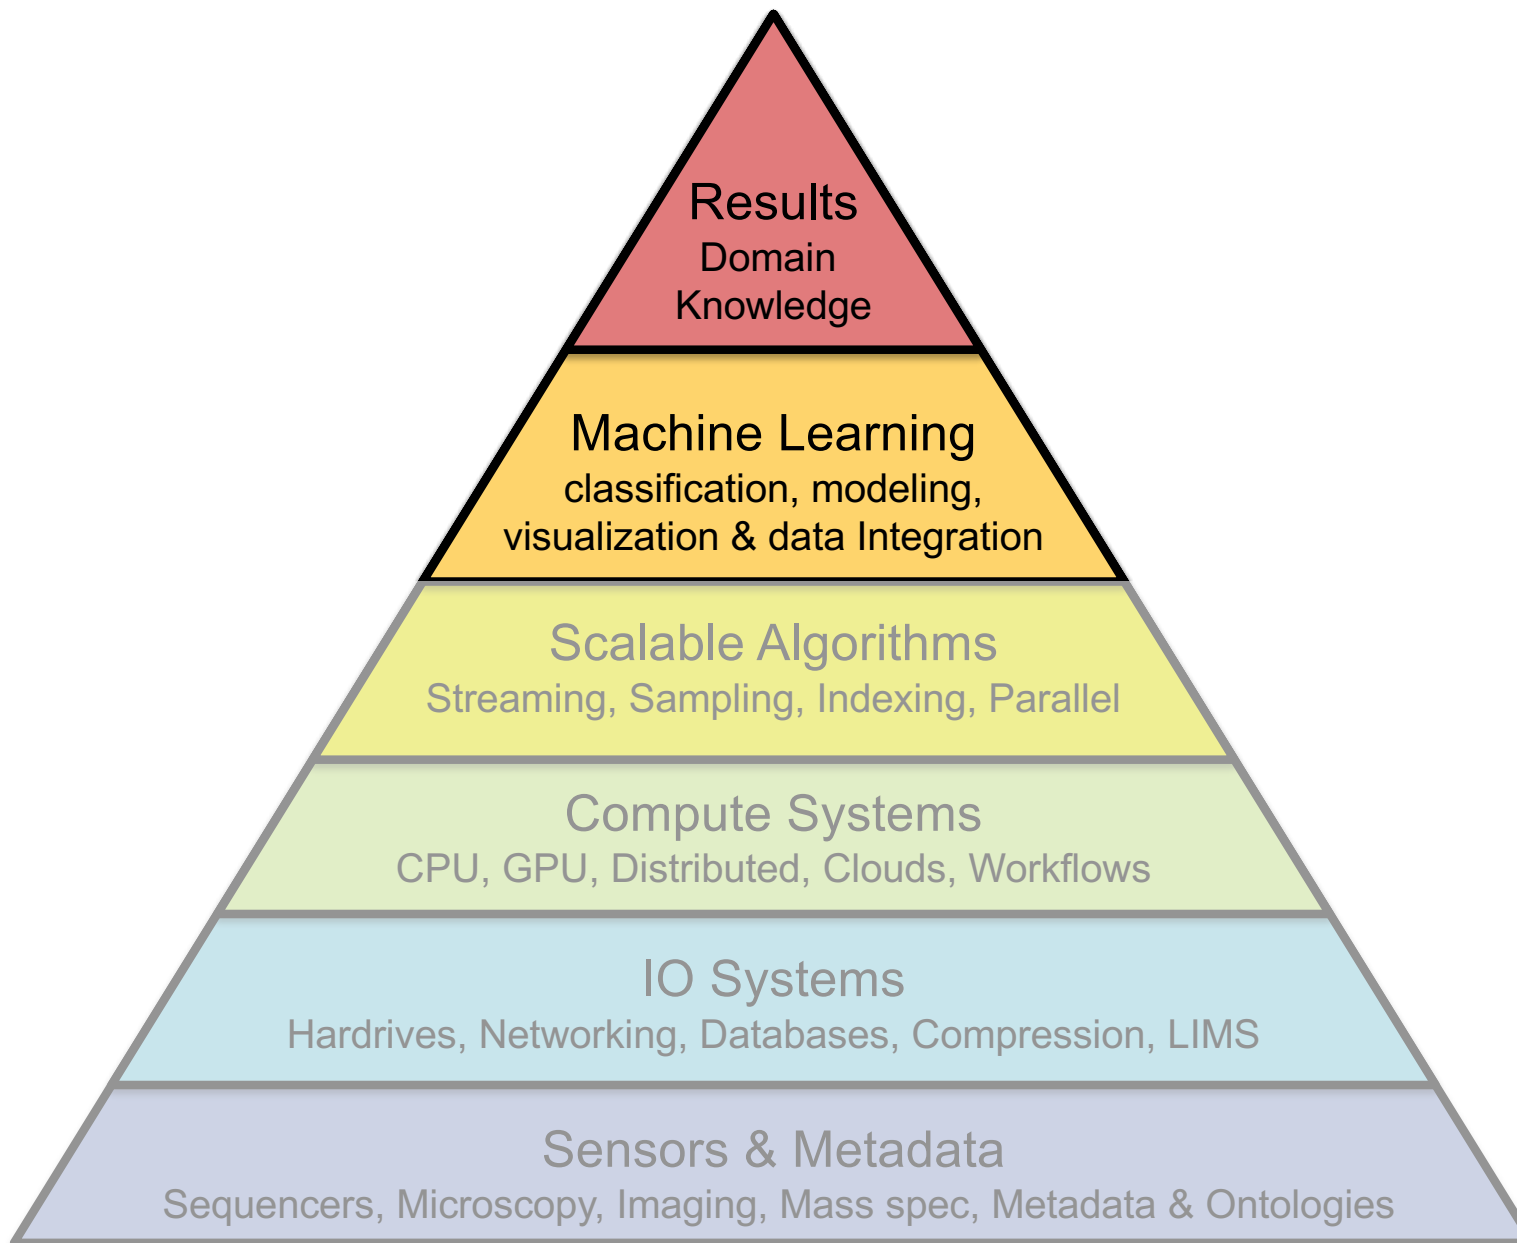 Results
Domain
Knowledge
Machine Learning
classification, modeling,
visualization & data Integration
Scalable Algorithms
Streaming, Sampling, Indexing, Parallel
Compute Systems
CPU, GPU, Distributed, Clouds, Workflows
IO Systems
Hardrives, Networking, Databases, Compression, LIMS
Sensors & Metadata
Sequencers, Microscopy, Imaging, Mass spec, Metadata & Ontologies